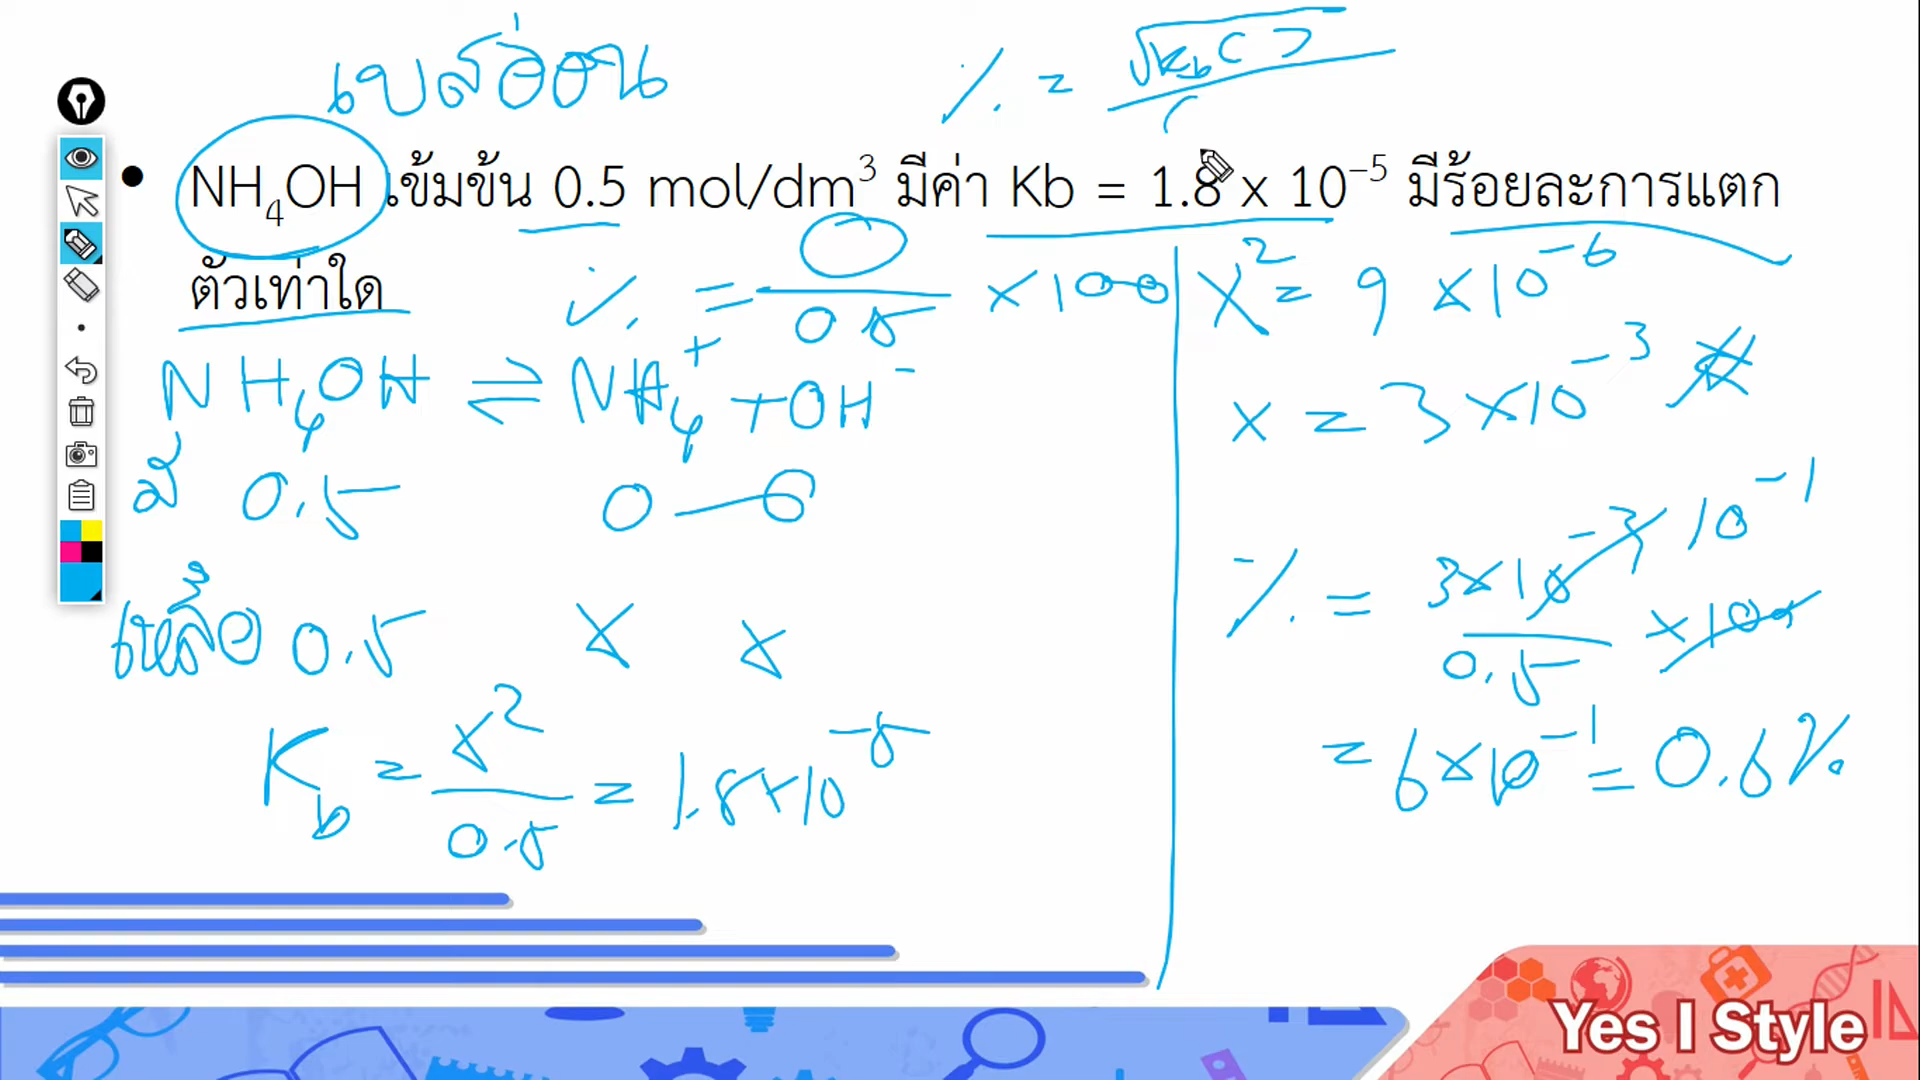 เบสอ่อน
% = √Kb[C]/C
• NH₄OH เข้มข้น 0.5 mol/dm³ มีค่า Kb = 1.8 x 10⁻⁵ มีร้อยละการแตก
ตัวเท่าใด
% = /0.5 × 100
NH₄OH ⇌ NH₄⁺ + OH⁻
มี 0.5 0 0
เหลือ 0.5 x x
Kb = x²/0.5 = 1.8×10⁻⁵
x² = 9 ×10⁻⁶
x = 3 ×10⁻³ #
% = 3×10⁻³/0.5 ×100 10⁻¹
= 6×10⁻¹ = 0.6%
Yes I Style